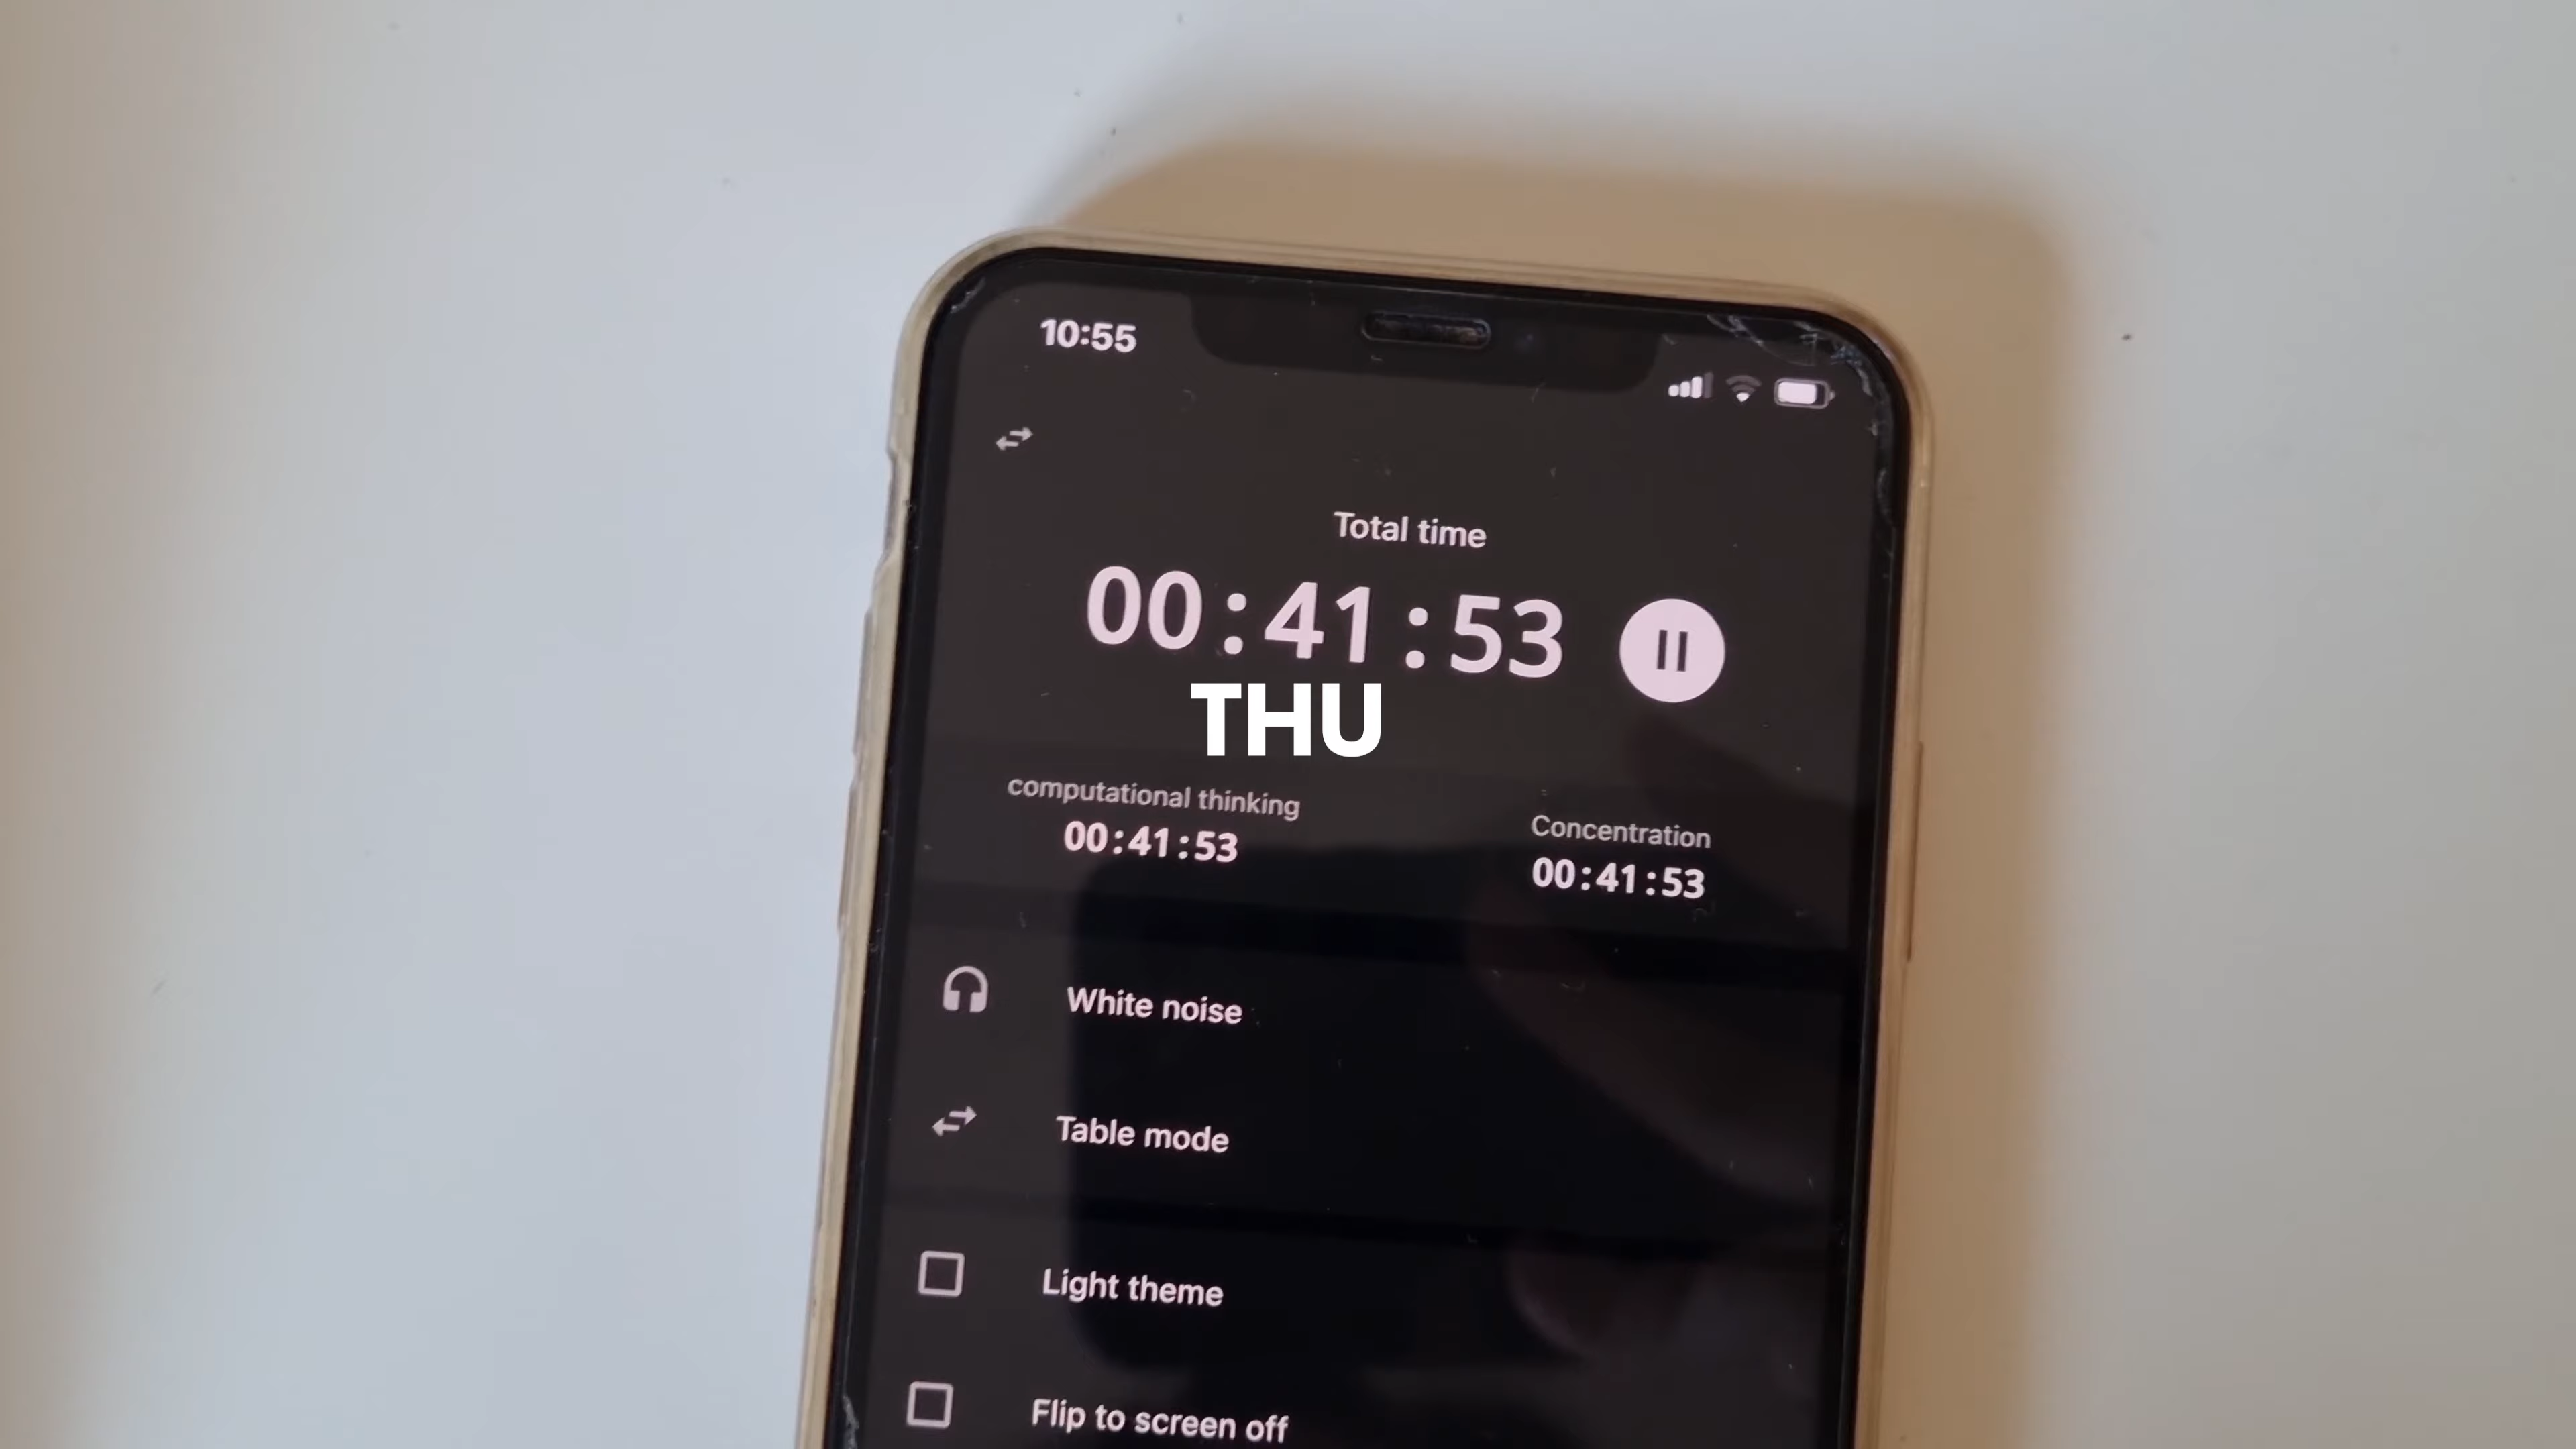 10:55
Total time
00:41:53
THU
computational thinking
00:41:53
Concentration
00:41:53
White noise
Table mode
Light theme
Flip to screen off